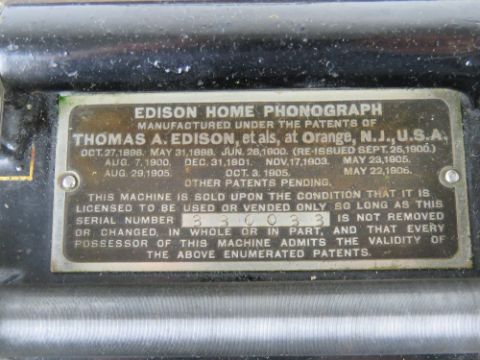 EDISON HOME PHONOGRAPH
MANUFACTURED UNDER THE PATENTS OF
THOMAS A. EDISON, et als, at Orange, N.J., U.S.A.
OCT. 27, 1898. MAY 31, 1898. JUN. 26, 1900. (RE-ISSUED SEPT. 25, 1900.)
AUG. 7, 1900. DEC. 31, 1901. NOV. 17, 1903. MAY 23, 1905.
AUG. 29, 1905. OCT. 3, 1905. MAY 22, 1906.
OTHER PATENTS PENDING.
THIS MACHINE IS SOLD UPON THE CONDITION THAT IT IS
LICENSED TO BE USED OR VENDED ONLY SO LONG AS THIS
SERIAL NUMBER 330033 IS NOT REMOVED
OR CHANGED, IN WHOLE OR IN PART, AND THAT EVERY
POSSESSOR OF THIS MACHINE ADMITS THE VALIDITY OF
THE ABOVE ENUMERATED PATENTS.